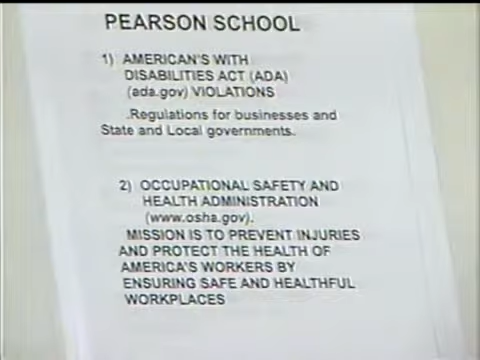 PEARSON SCHOOL
1) AMERICAN'S WITH
DISABILITIES ACT (ADA)
(ada.gov) VIOLATIONS
.Regulations for businesses and
State and Local governments.
2) OCCUPATIONAL SAFETY AND
HEALTH ADMINISTRATION
(www.osha.gov).
MISSION IS TO PREVENT INJURIES
AND PROTECT THE HEALTH OF
AMERICA'S WORKERS BY
ENSURING SAFE AND HEALTHFUL
WORKPLACES